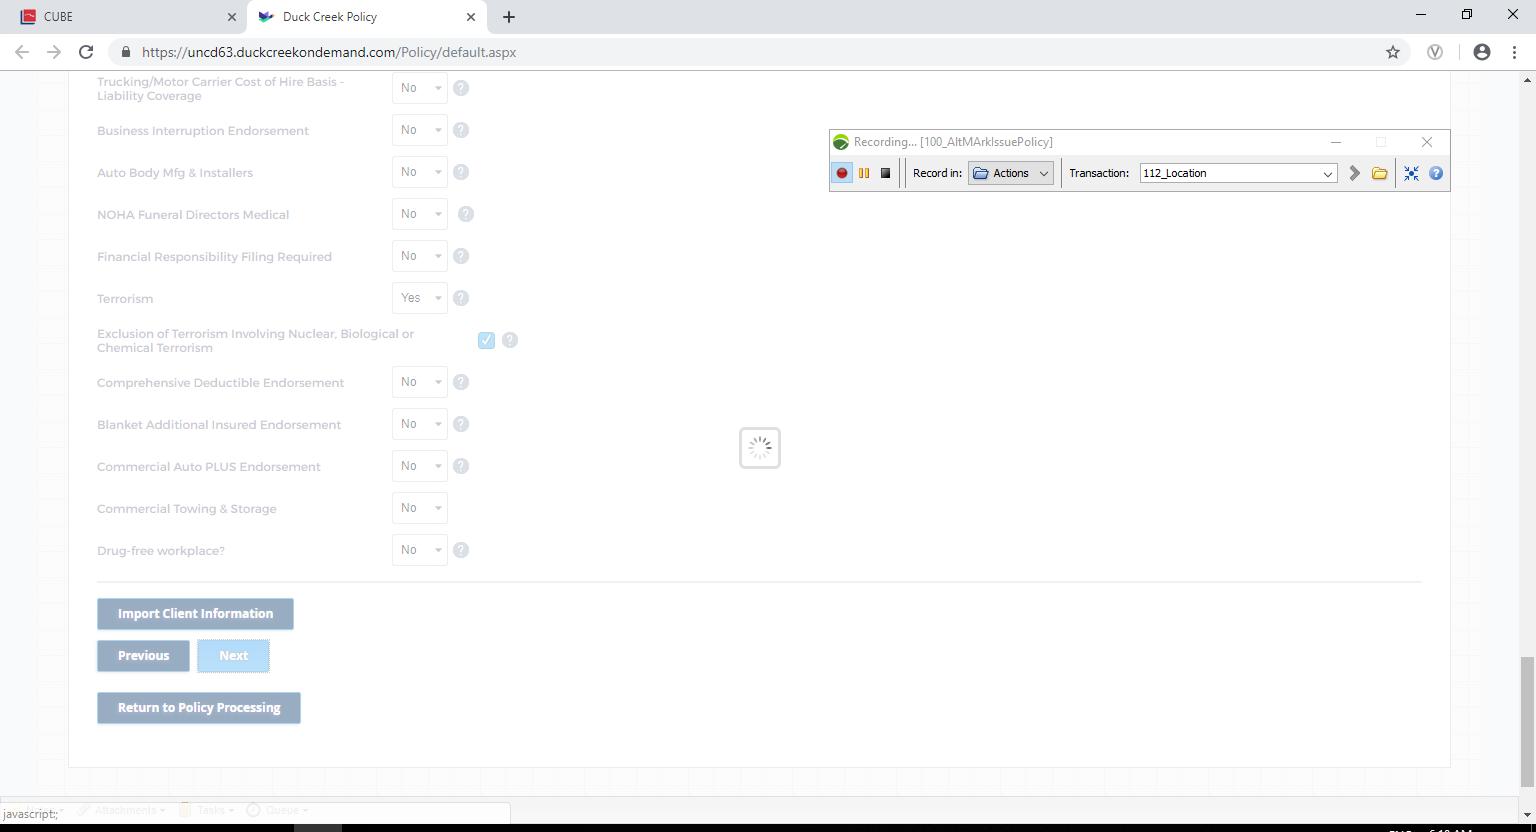 CUBE
Duck Creek Policy
https://uncd63.duckcreekondemand.com/Policy/default.aspx
Trucking/Motor Carrier Cost of Hire Basis -
Liability Coverage
No
Business Interruption Endorsement
No
Auto Body Mfg & Installers
No
NOHA Funeral Directors Medical
No
Financial Responsibility Filing Required
No
Terrorism
Yes
Exclusion of Terrorism Involving Nuclear, Biological or
Chemical Terrorism
Comprehensive Deductible Endorsement
No
Blanket Additional Insured Endorsement
No
Commercial Auto PLUS Endorsement
No
Commercial Towing & Storage
No
Drug-free workplace?
No
Import Client Information
Previous
Next
Return to Policy Processing
Recording... [100_AltMArkIssuePolicy]
Record in:
Actions
Transaction:
112_Location
Attachments
Tasks
Queue
javascript:;